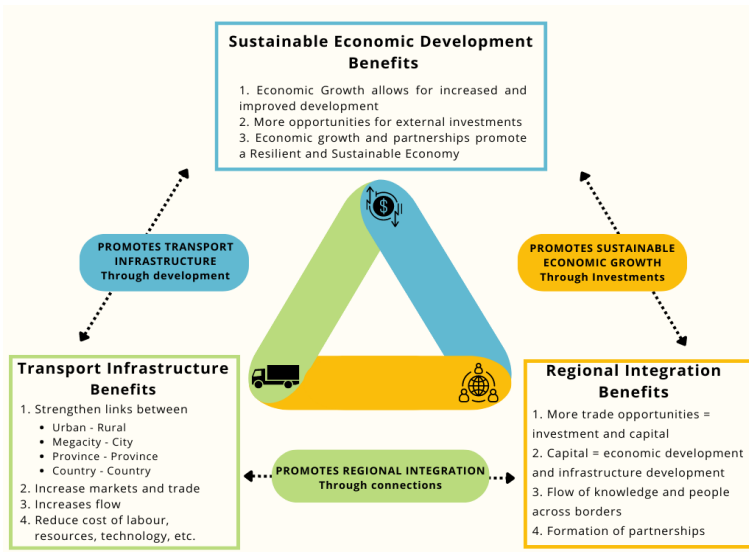 Sustainable Economic Development
Benefits
1. Economic Growth allows for increased and
improved development
2. More opportunities for external investments
3. Economic growth and partnerships promote
a Resilient and Sustainable Economy
PROMOTES TRANSPORT
INFRASTRUCTURE
Through development
PROMOTES SUSTAINABLE
ECONOMIC GROWTH
Through Investments
$
Transport Infrastructure
Benefits
1. Strengthen links between
• Urban - Rural
• Megacity - City
• Province - Province
• Country - Country
2. Increase markets and trade
3. Increases flow
4. Reduce cost of labour,
resources, technology, etc.
PROMOTES REGIONAL INTEGRATION
Through connections
Regional Integration
Benefits
1. More trade opportunities =
investment and capital
2. Capital = economic development
and infrastructure development
3. Flow of knowledge and people
across borders
4. Formation of partnerships